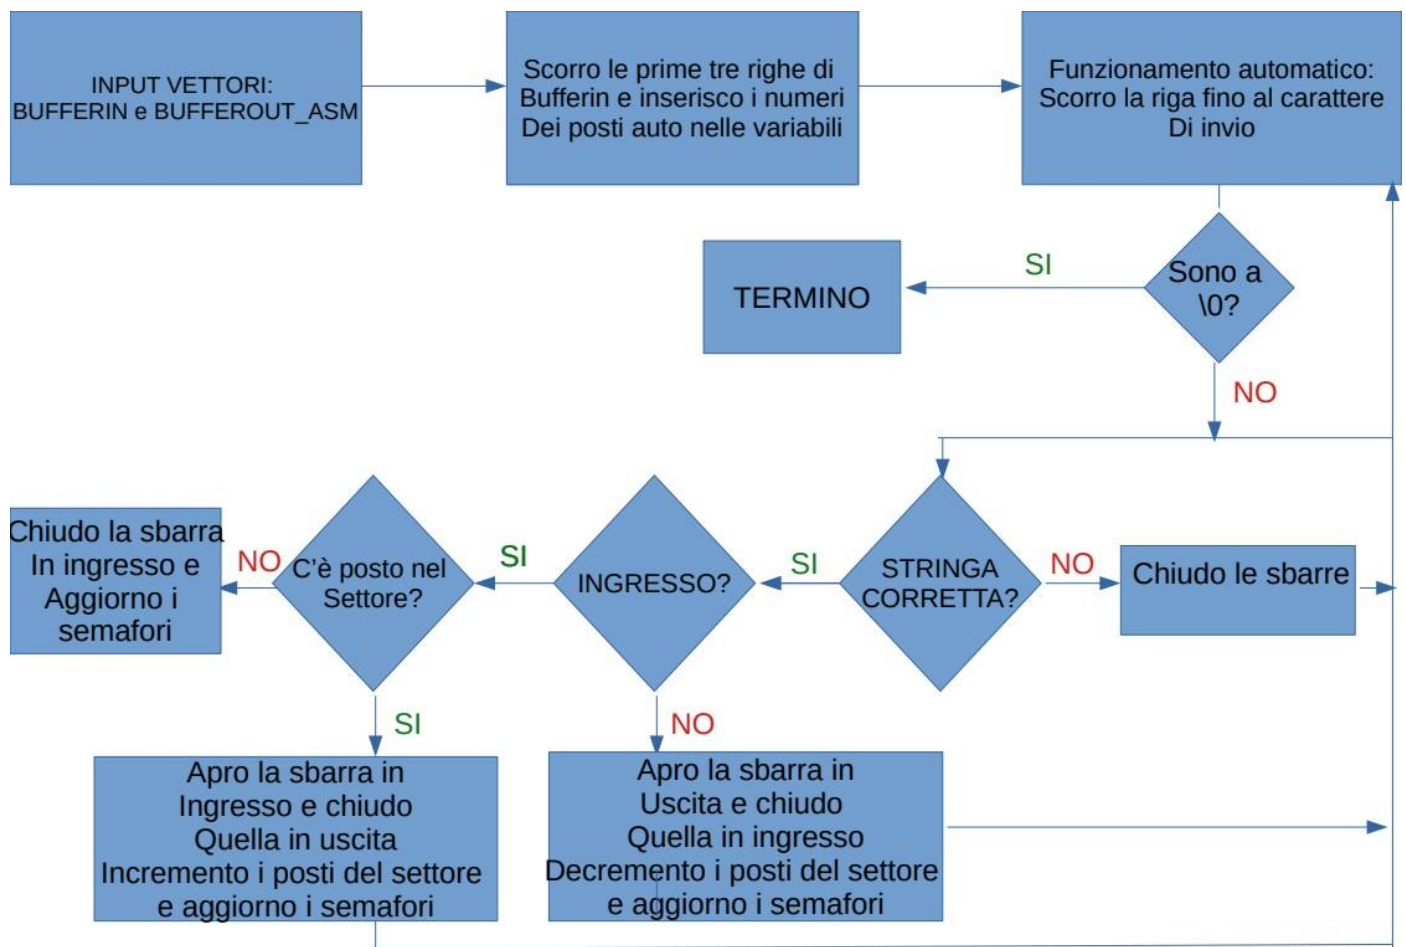 INPUT VETTORI:
BUFFERIN e BUFFEROUT_ASM
Scorro le prime tre righe di
Bufferin e inserisco i numeri
Dei posti auto nelle variabili
Funzionamento automatico:
Scorro la riga fino al carattere
Di invio
Sono a
\0?
SI
TERMINO
NO
STRINGA
CORRETTA?
NO
Chiudo le sbarre
SI
INGRESSO?
SI
C'è posto nel
Settore?
NO
Chiudo la sbarra
In ingresso e
Aggiorno i
semafori
SI
Apro la sbarra in
Ingresso e chiudo
Quella in uscita
Incremento i posti del settore
e aggiorno i semafori
NO
Apro la sbarra in
Uscita e chiudo
Quella in ingresso
Decremento i posti del settore
e aggiorno i semafori